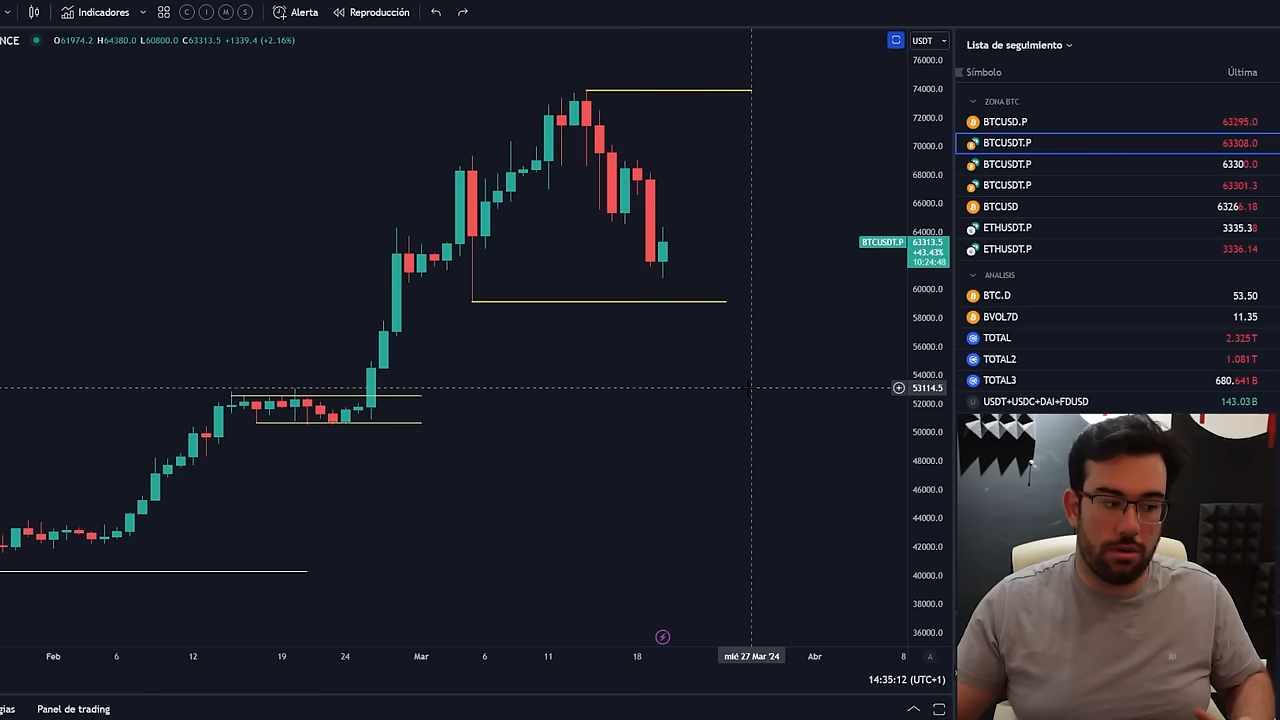 Indicadores C I M S Alerta Reproducción
NCE O61974.2 H64380.0 L60800.0 C63313.5 +1339.4 (+2.16%) USDT
76000.0
74000.0
72000.0
70000.0
68000.0
66000.0
64000.0
BTCUSDT.P 63313.5
+43.43%
10:24:48
60000.0
58000.0
56000.0
54000.0
53114.5
52000.0
50000.0
48000.0
46000.0
44000.0
42000.0
40000.0
38000.0
36000.0
Feb 6 12 19 24 Mar 6 11 18 mié 27 Mar '24 Abr 8 A
14:35:12 (UTC+1)
gias Panel de trading
Lista de seguimiento
Símbolo Última
ZONA BTC
BTCUSD.P 63295.0
BTCUSDT.P 63308.0
BTCUSDT.P 63300.0
BTCUSDT.P 63301.3
BTCUSD 63266.18
ETHUSDT.P 3335.38
ETHUSDT.P 3336.14
ANALISIS
BTC.D 53.50
BVOL7D 11.35
TOTAL 2.325T
TOTAL2 1.081T
TOTAL3 680.641B
U USDT+USDC+DAI+FDUSD 143.03B